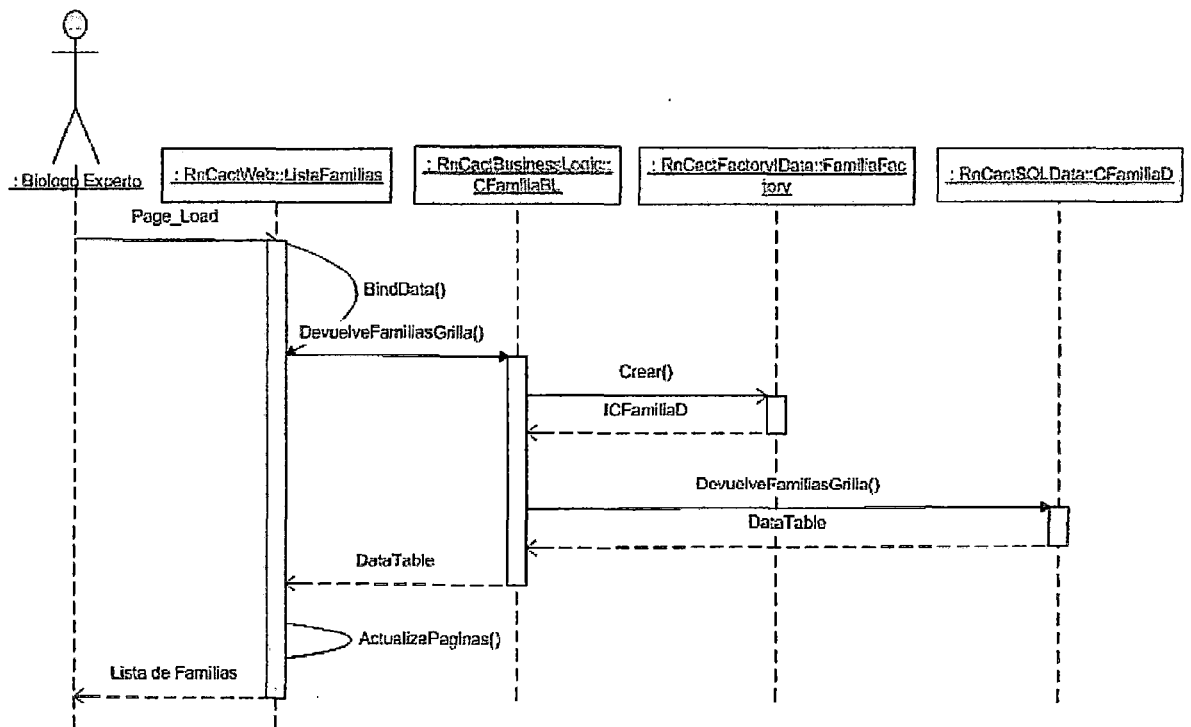 : RnCactWeb::ListaFamilias
: RnCactBusinessLogic::
CFamiliaBL
: RnCactFactoryIData::FamiliaFac
tory
: RnCactSQLData::CFamiliaD
: Biologo Experto
Page_Load
BindData()
DevuelveFamiliasGrilla()
Crear()
ICFamiliaD
DevuelveFamiliasGrilla()
DataTable
DataTable
ActualizaPaginas()
Lista de Familias